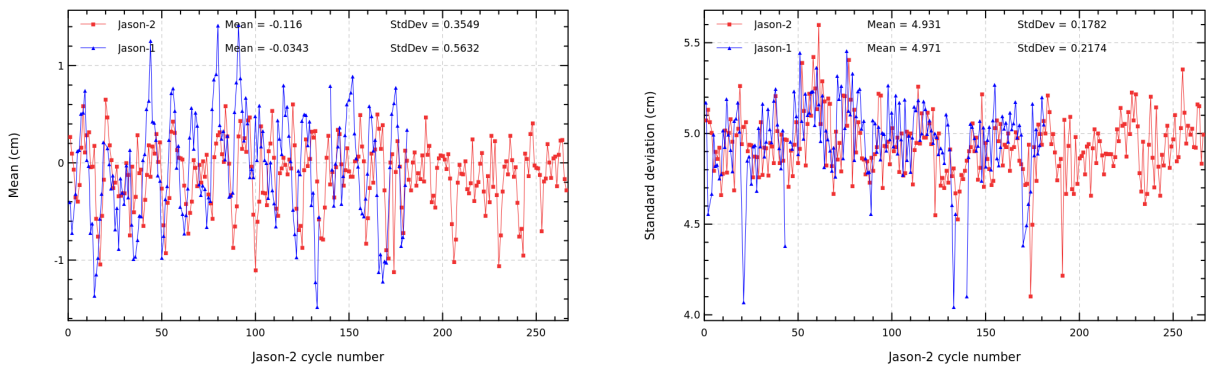 Jason-2 Mean = -0.116 StdDev = 0.3549
Jason-1 Mean = -0.0343 StdDev = 0.5632
1
0
-1
Mean (cm)
0 50 100 150 200 250
Jason-2 cycle number
Jason-2 Mean = 4.931 StdDev = 0.1782
Jason-1 Mean = 4.971 StdDev = 0.2174
5.5
5.0
4.5
4.0
Standard deviation (cm)
0 50 100 150 200 250
Jason-2 cycle number